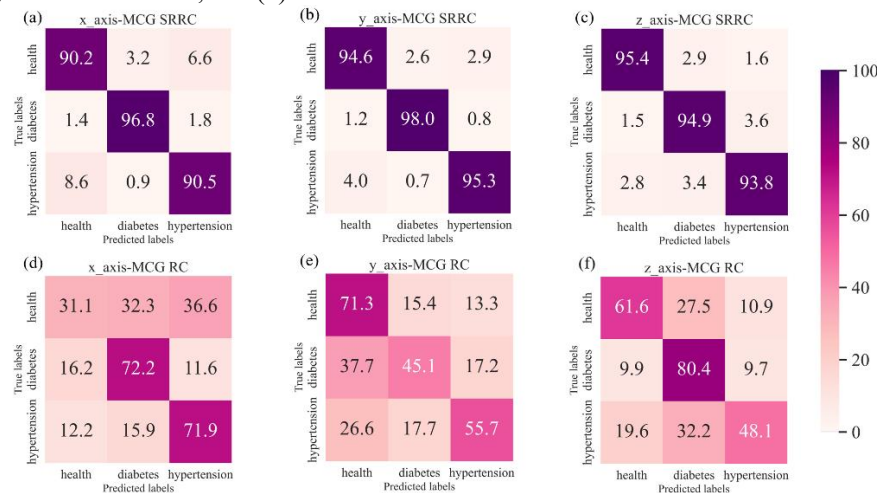 (a) x_axis-MCG SRRC
health 90.2 3.2 6.6
True labels
diabetes 1.4 96.8 1.8
hypertension 8.6 0.9 90.5
health diabetes hypertension
Predicted labels
(b) y_axis-MCG SRRC
health 94.6 2.6 2.9
True labels
diabetes 1.2 98.0 0.8
hypertension 4.0 0.7 95.3
health diabetes hypertension
Predicted labels
(c) z_axis-MCG SRRC
health 95.4 2.9 1.6
True labels
diabetes 1.5 94.9 3.6
hypertension 2.8 3.4 93.8
health diabetes hypertension
Predicted labels
(d) x_axis-MCG RC
health 31.1 32.3 36.6
True labels
diabetes 16.2 72.2 11.6
hypertension 12.2 15.9 71.9
health diabetes hypertension
Predicted labels
(e) y_axis-MCG RC
health 71.3 15.4 13.3
True labels
diabetes 37.7 45.1 17.2
hypertension 26.6 17.7 55.7
health diabetes hypertension
Predicted labels
(f) z_axis-MCG RC
health 61.6 27.5 10.9
True labels
diabetes 9.9 80.4 9.7
hypertension 19.6 32.2 48.1
health diabetes hypertension
Predicted labels
100
80
60
40
20
0